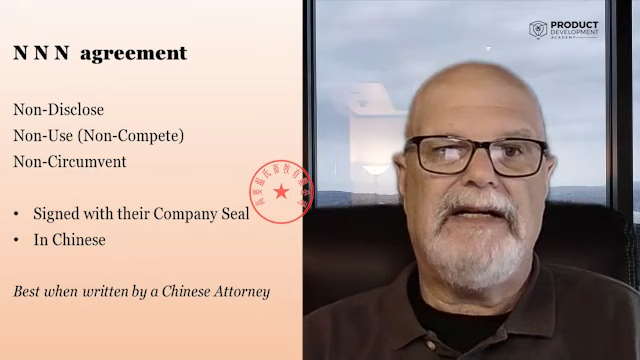 N N N agreement
Non-Disclose
Non-Use (Non-Compete)
Non-Circumvent
• Signed with their Company Seal
• In Chinese
Best when written by a Chinese Attorney
PRODUCT
DEVELOPMENT
ACADEMY